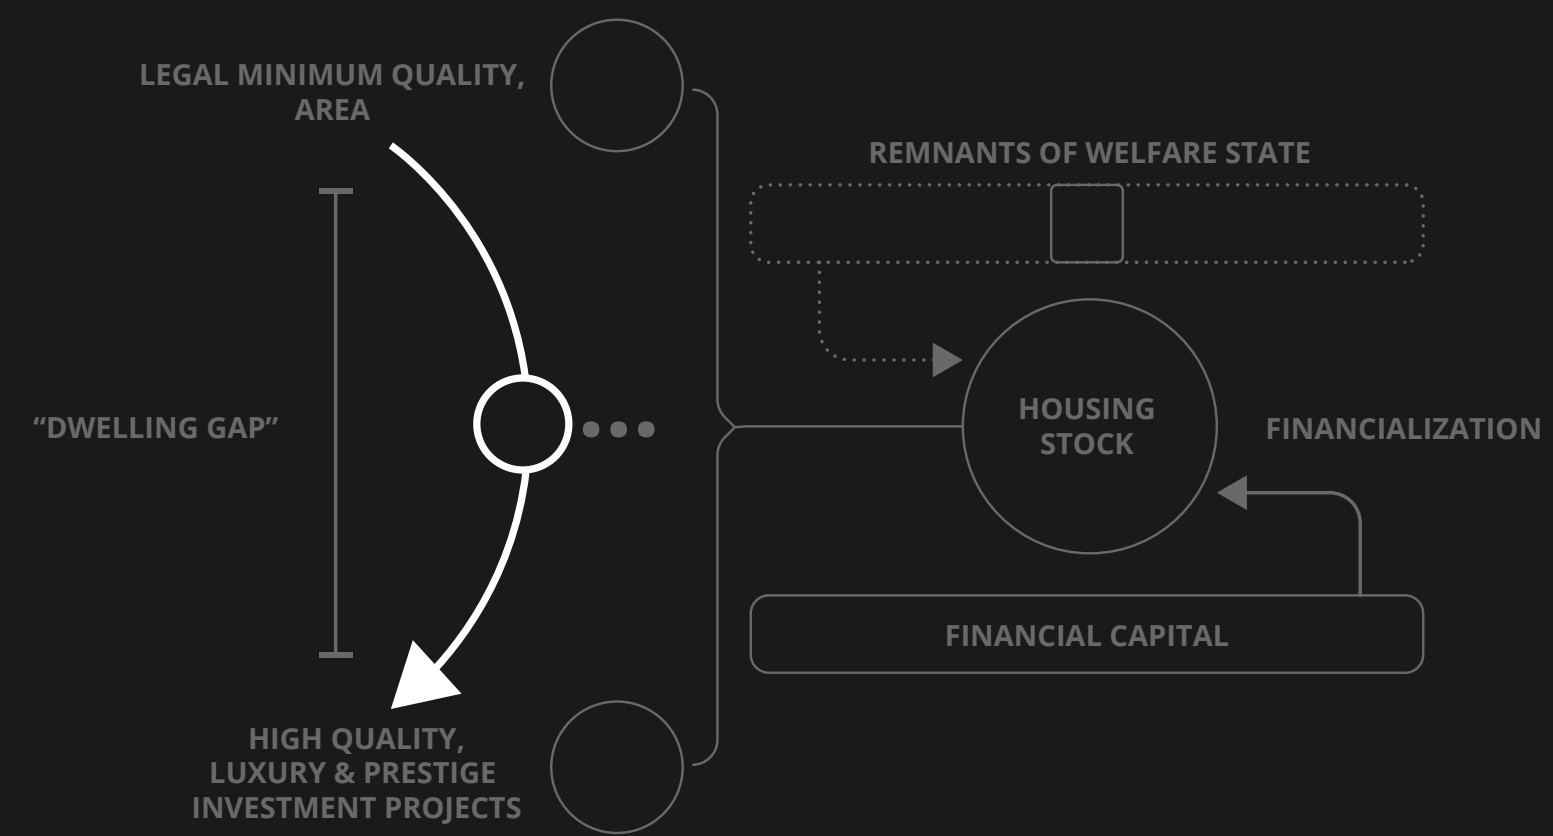 LEGAL MINIMUM QUALITY,
AREA
REMNANTS OF WELFARE STATE
“DWELLING GAP”
HOUSING
STOCK
FINANCIALIZATION
FINANCIAL CAPITAL
HIGH QUALITY,
LUXURY & PRESTIGE
INVESTMENT PROJECTS